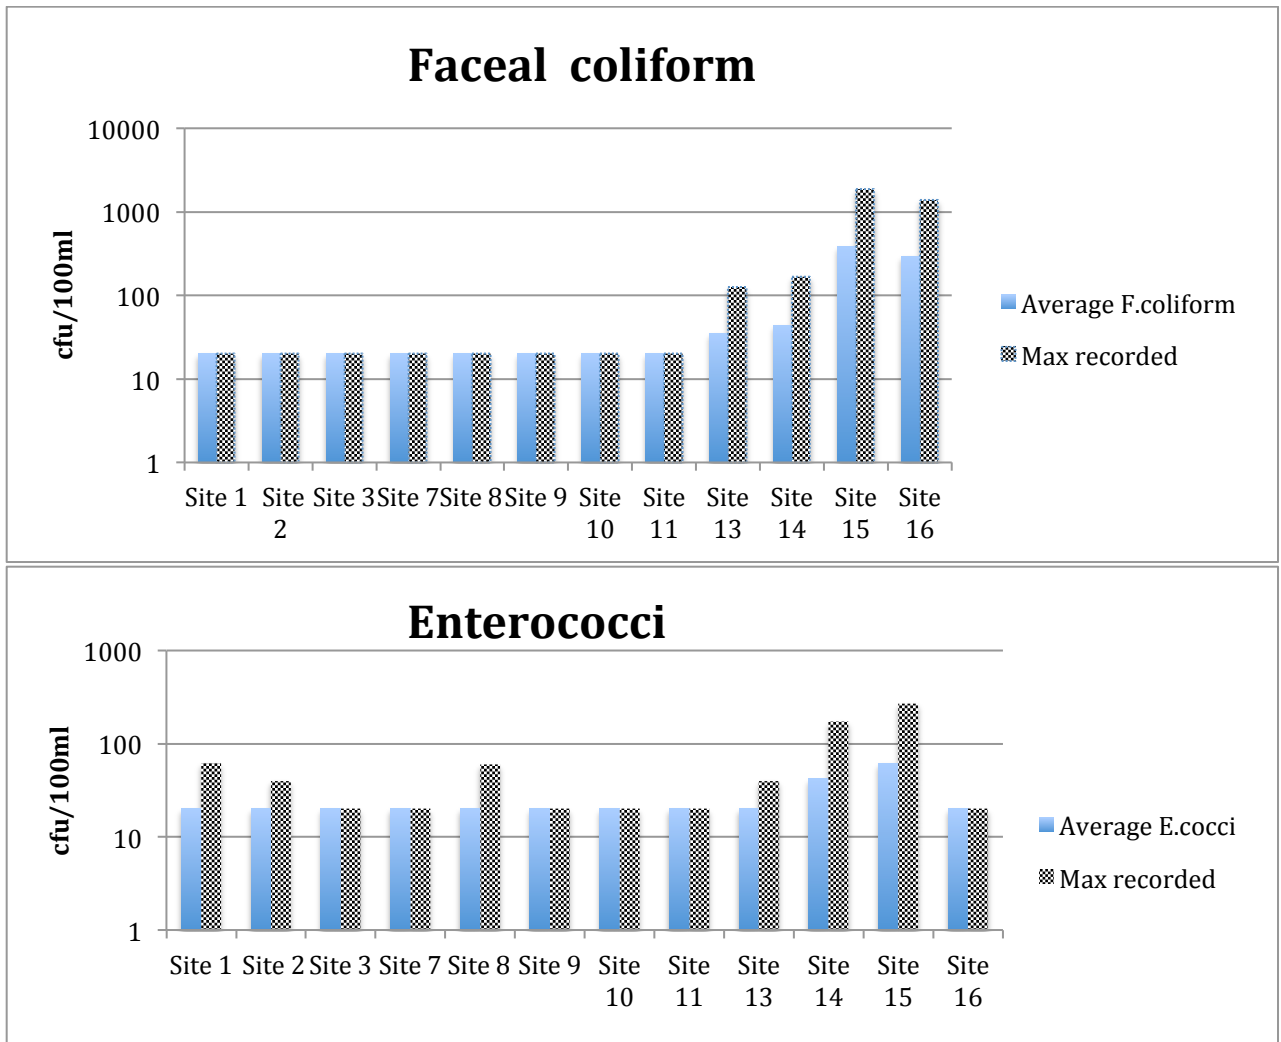 Faceal coliform
10000
1000
100
10
1
cfu/100ml
Site 1 Site 2 Site 3 Site 7 Site 8 Site 9 Site 10 Site 11 Site 13 Site 14 Site 15 Site 16
Average F.coliform
Max recorded
Enterococci
1000
100
10
1
cfu/100ml
Site 1 Site 2 Site 3 Site 7 Site 8 Site 9 Site 10 Site 11 Site 13 Site 14 Site 15 Site 16
Average E.cocci
Max recorded